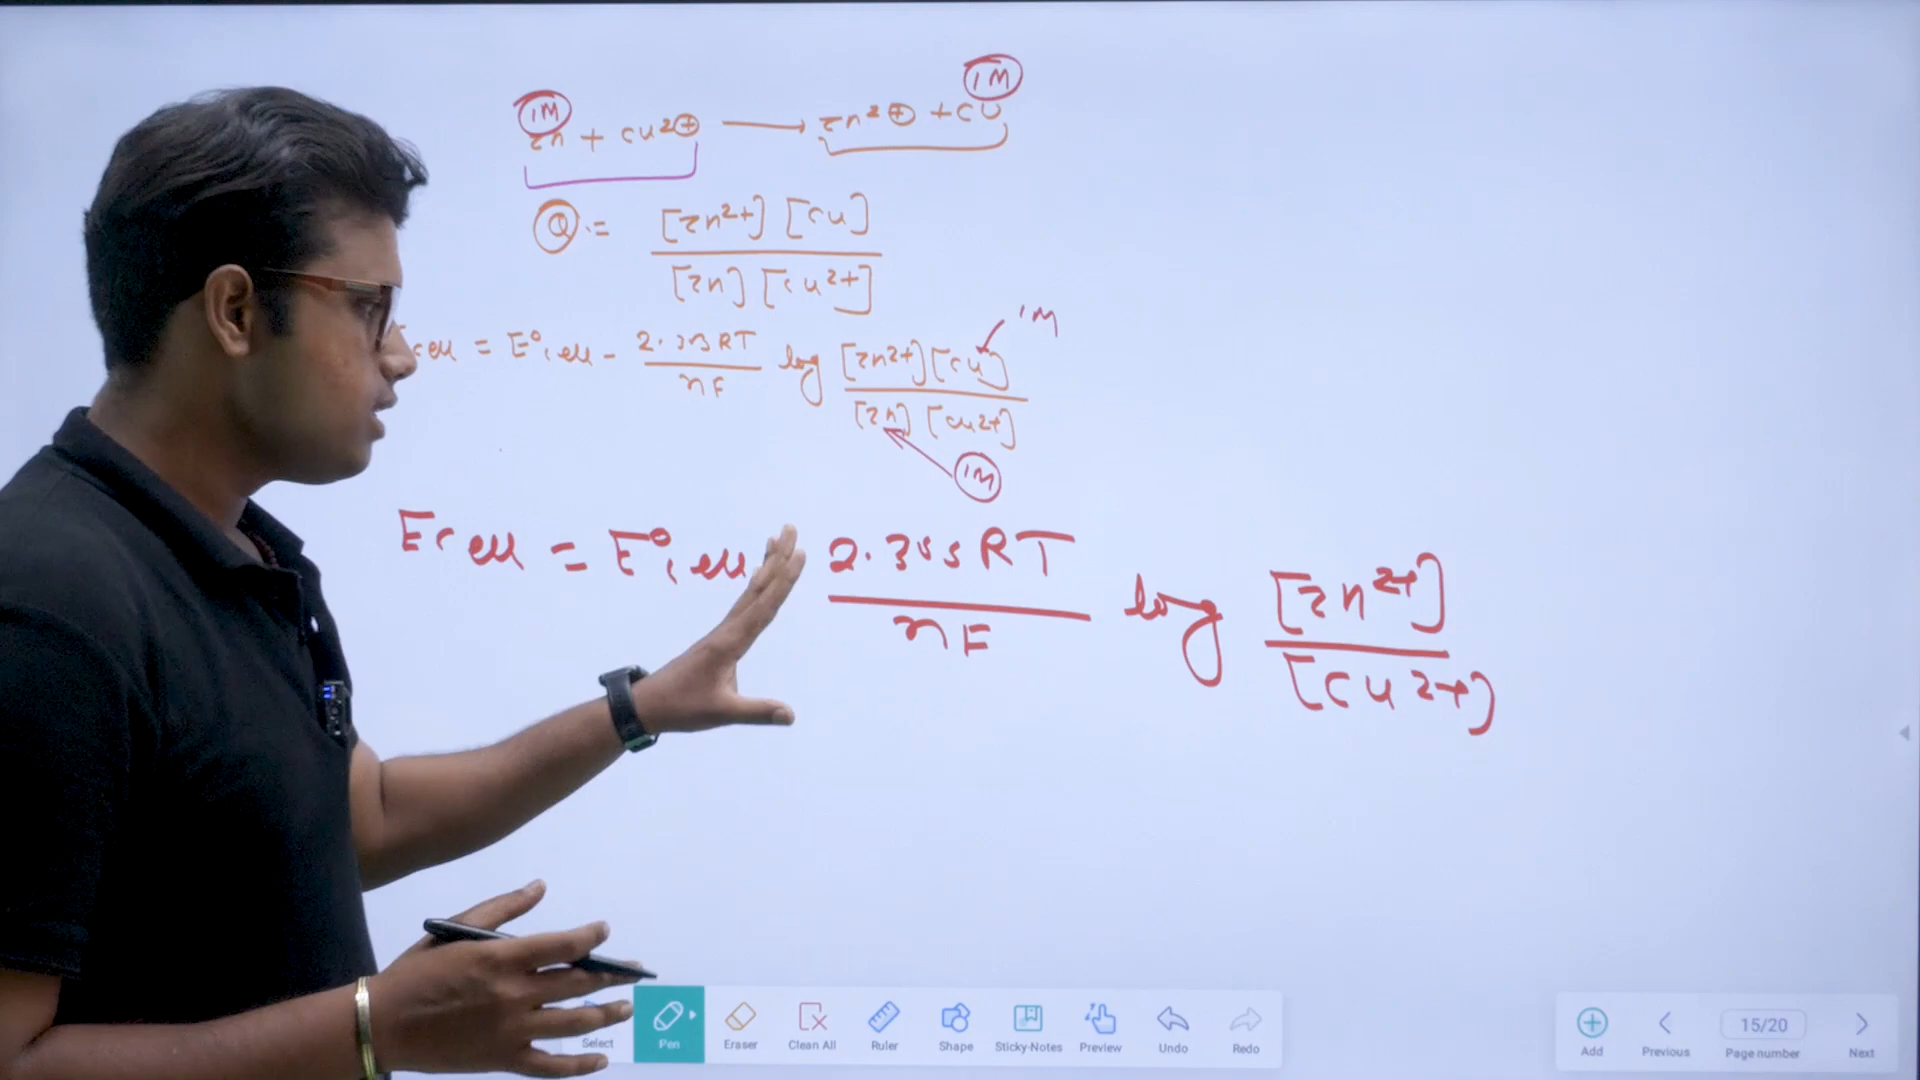 1M
1M
Zn + Cu2⊕ → Zn2⊕ + Cu
Q = [Zn2+] [Cu] / [Zn] [Cu2+]
1M
cell = E°cell - 2.303RT / nF log [Zn2+] [Cu] / [Zn] [Cu2+]
1M
Ecell = E°cell 2.303RT / nF log [Zn2+] / [Cu2+]
Select Pen Eraser Clean All Ruler Shape Sticky-Notes Preview Undo Redo
15/20
Add Previous Page number Next